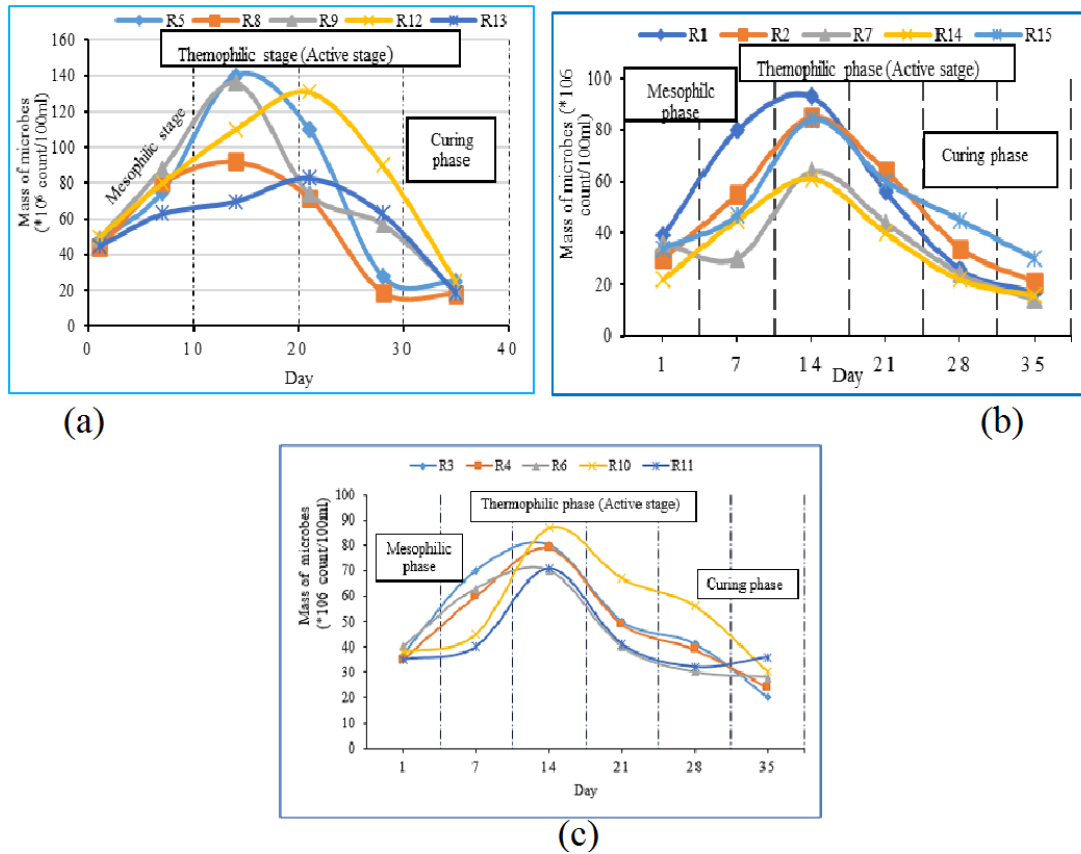 R5 R8 R9 R12 R13
Themophilic stage (Active stage)
Mesophilic stage
Curing
phase
Mass of microbes
(*10⁶ count/100ml)
160
140
120
100
80
60
40
20
0
0 10 20 30 40
Day
(a)
R1 R2 R7 R14 R15
Themophilic phase (Active satge)
Mesophilc
phase
Curing phase
Mass of microbes (*106
count/100ml)
100
80
60
40
20
0
1 7 14 21 28 35
Day
(b)
R3 R4 R6 R10 R11
Thermophilic phase (Active stage)
Mesophilic
phase
Curing phase
Mass of microbes
(*106 count/100ml)
100
90
80
70
60
50
40
30
20
10
0
1 7 14 21 28 35
Day
(c)